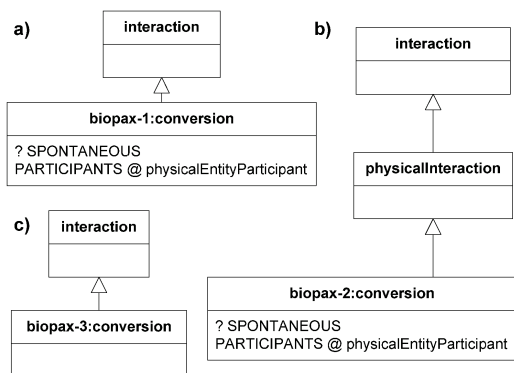 a)
interaction
biopax-1:conversion
? SPONTANEOUS
PARTICIPANTS @ physicalEntityParticipant
b)
interaction
physicalInteraction
biopax-2:conversion
? SPONTANEOUS
PARTICIPANTS @ physicalEntityParticipant
c)
interaction
biopax-3:conversion